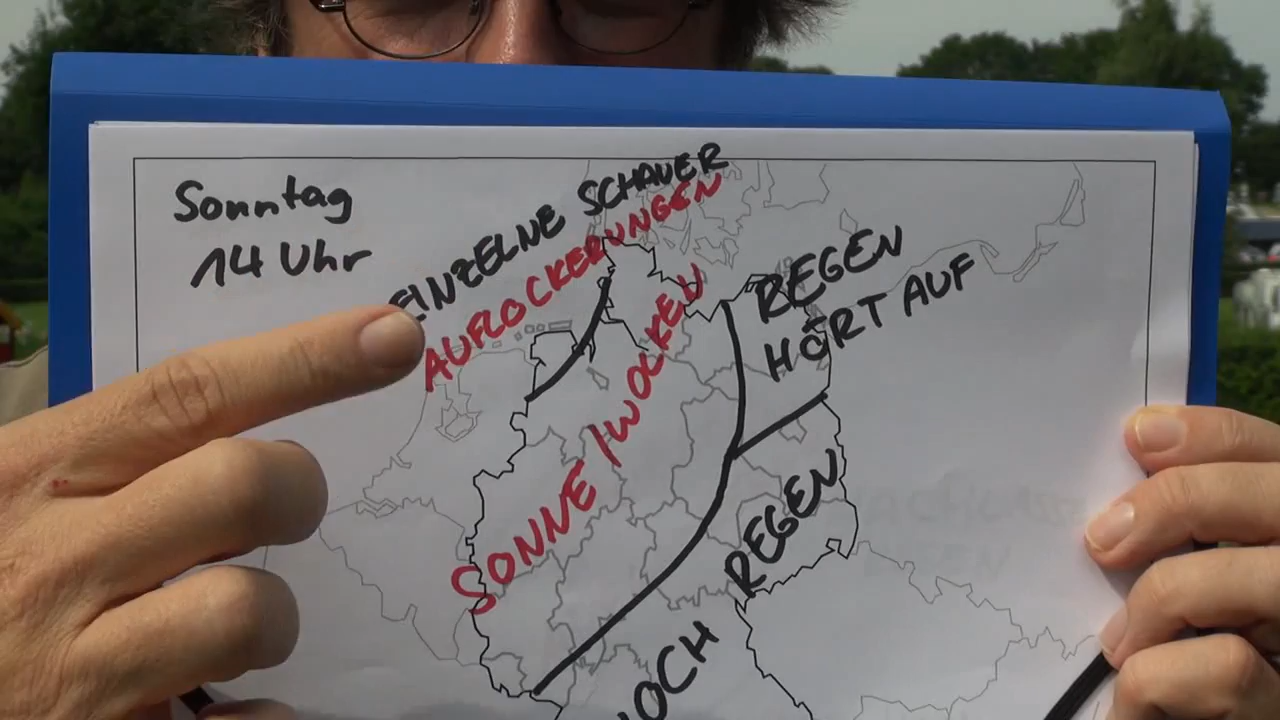 Sonntag
14 Uhr
EINZELNE SCHAUER
AUFLOCKERUNGEN
REGEN
HÖRT AUF
SONNE / WOLKEN
NOCH REGEN